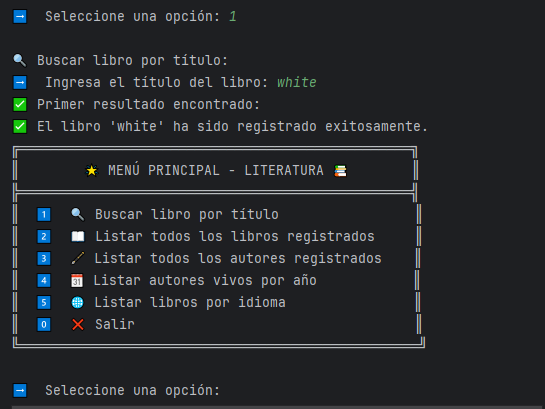 ➡️ Seleccione una opción: 1
🔍 Buscar libro por título:
➡️ Ingresa el título del libro: white
✅ Primer resultado encontrado:
✅ El libro 'white' ha sido registrado exitosamente.
⭐ MENÚ PRINCIPAL - LITERATURA 📚
1️⃣ 🔍 Buscar libro por título
2️⃣ 📖 Listar todos los libros registrados
3️⃣ 🖌️ Listar todos los autores registrados
4️⃣ 📅 Listar autores vivos por año
5️⃣ 🌐 Listar libros por idioma
0️⃣ ❌ Salir
➡️ Seleccione una opción: